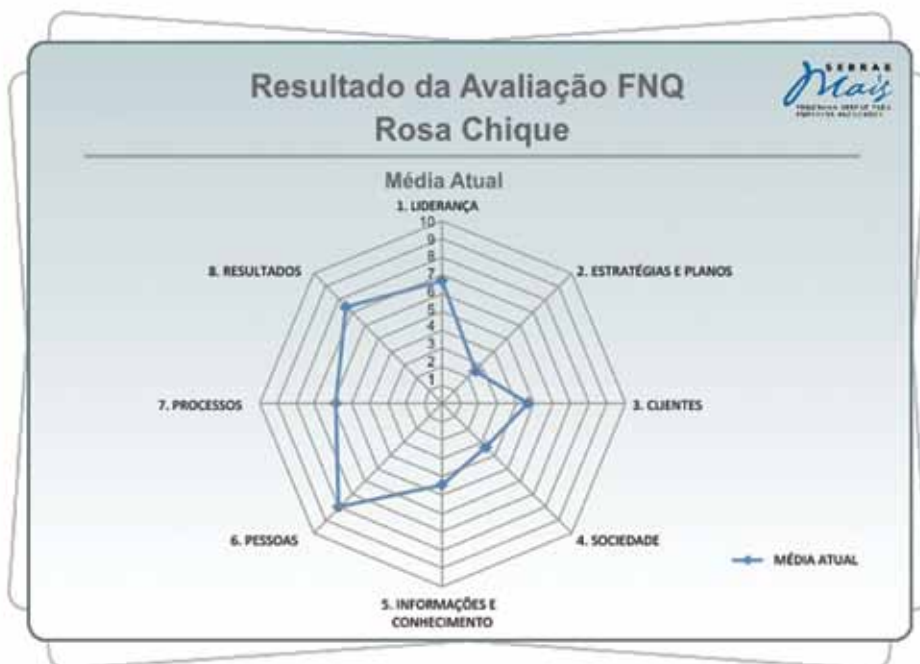 Resultado da Avaliação FNQ
Rosa Chique
SEBRAE
Mais
Média Atual
1. LIDERANÇA
10
9
8
7
6
5
4
3
2
1
2. ESTRATÉGIAS E PLANOS
3. CLIENTES
4. SOCIEDADE
5. INFORMAÇÕES E
CONHECIMENTO
6. PESSOAS
7. PROCESSOS
8. RESULTADOS
MÉDIA ATUAL